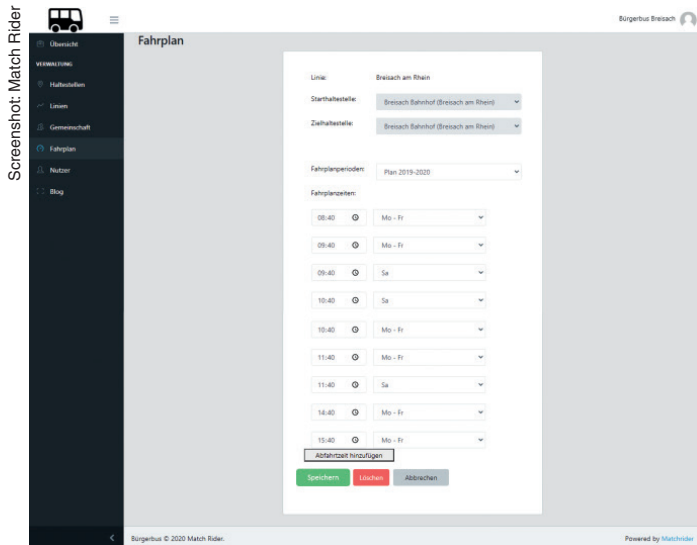 Screenshot: Match Rider
Bürgerbus Breisach
Übersicht
VERWALTUNG
Haltestellen
Linien
Gemeinschaft
Fahrplan
Nutzer
Blog
Fahrplan
Linie: Breisach am Rhein
Starthaltestelle: Breisach Bahnhof (Breisach am Rhein)
Zielhaltestelle: Breisach Bahnhof (Breisach am Rhein)
Fahrplanperioden: Plan 2019-2020
Fahrplanzeiten:
08:40 Mo - Fr
09:40 Mo - Fr
09:40 Sa
10:40 Sa
10:40 Mo - Fr
11:40 Mo - Fr
11:40 Sa
14:40 Mo - Fr
15:40 Mo - Fr
Abfahrtzeit hinzufügen
Speichern Löschen Abbrechen
Bürgerbus © 2020 Match Rider. Powered by Matchrider